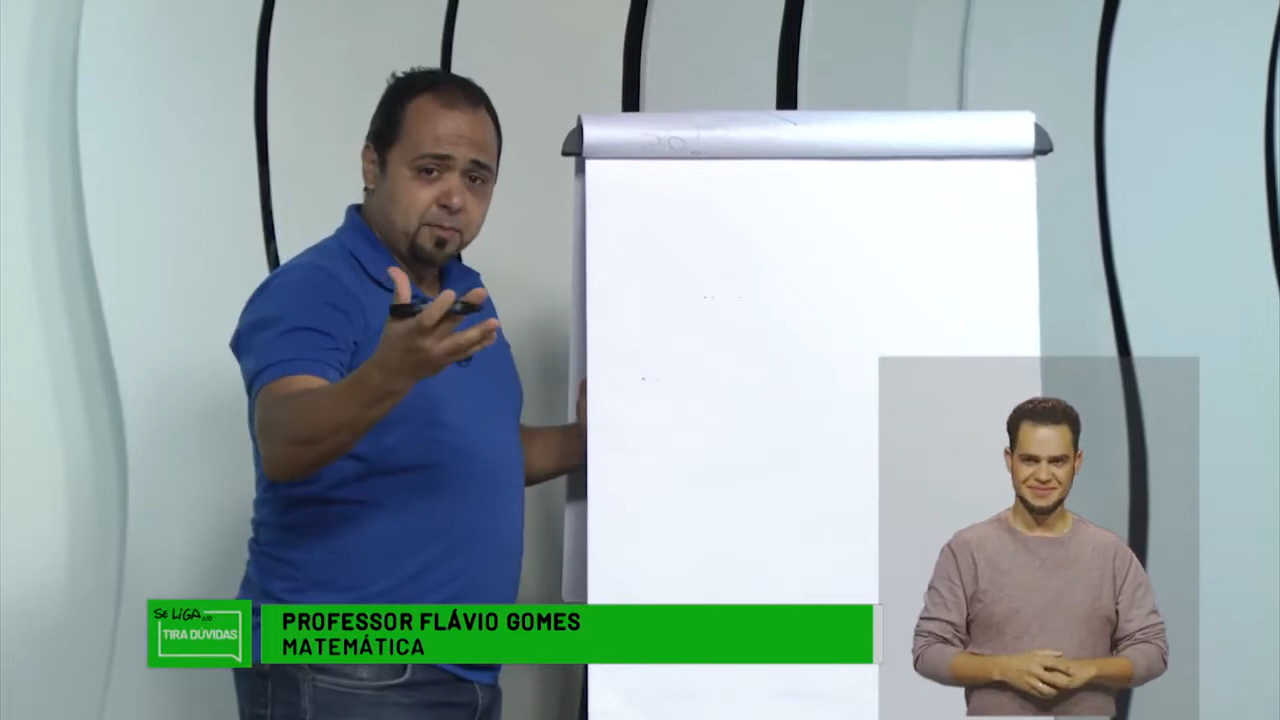 SE LIGA NO
TIRA DÚVIDAS
PROFESSOR FLÁVIO GOMES
MATEMÁTICA